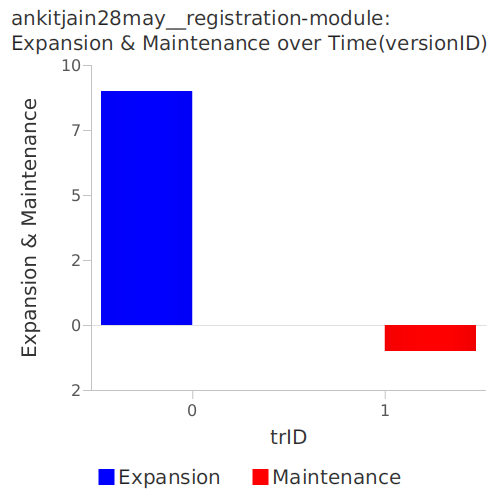 ankitjain28may__registration-module:
Expansion & Maintenance over Time(versionID)
10
7
5
2
0
2
Expansion & Maintenance
0 1
trID
Expansion Maintenance